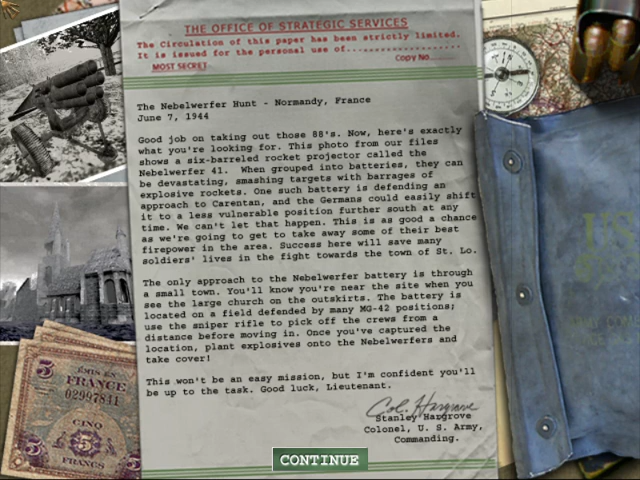 THE OFFICE OF STRATEGIC SERVICES
The Circulation of this paper has been strictly limited.
It is issued for the personal use of
MOST SECRET
Copy No.
The Nebelwerfer Hunt - Normandy, France
June 7, 1944
Good job on taking out those 88's. Now, here's exactly
what you're looking for. This photo from our files
shows a six-barreled rocket projector called the
Nebelwerfer 41. When grouped into batteries, they can
be devastating, smashing targets with barrages of
explosive rockets. One such battery is defending an
approach to Carentan, and the Germans could easily shift
it to a less vulnerable position further south at any
time. We can't let that happen. This is as good a chance
as we're going to get to take away some of their best
firepower in the area. Success here will save many
soldiers' lives in the fight towards the town of St. Lo.
The only approach to the Nebelwerfer battery is through
a small town. You'll know you're near the site when you
see the large church on the outskirts. The battery is
located on a field defended by many MG-42 positions;
use the sniper rifle to pick off the crews from a
distance before moving in. Once you've captured the
location, plant explosives onto the Nebelwerfers and
take cover!
This won't be an easy mission, but I'm confident you'll
be up to the task. Good luck, Lieutenant.
Col. Hargrove
Stanley Hargrove
Colonel, U. S. Army,
Commanding.
CONTINUE
ÉMIS EN
FRANCE
5
02997831
CINQ
5
FRANCS
US